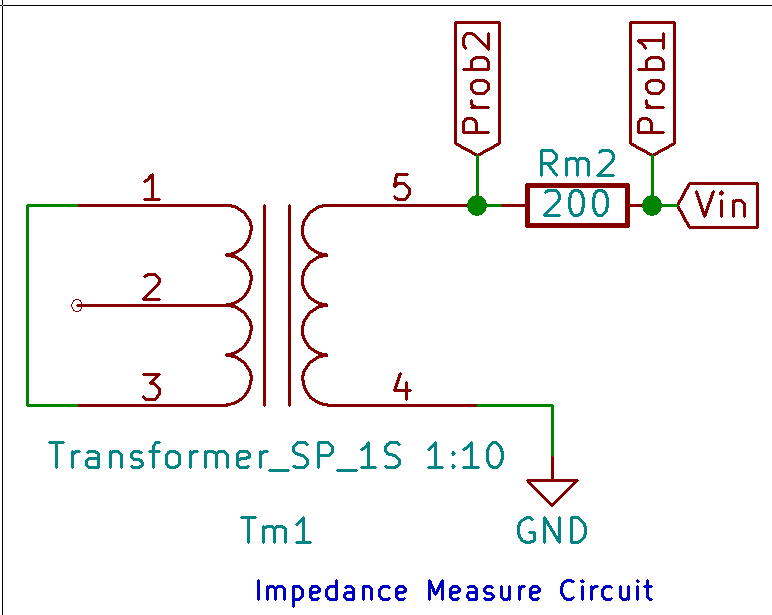 Prob2
Prob1
Rm2
200
Vin
1
5
2
3
4
Transformer_SP_1S 1:10
Tm1
GND
Impedance Measure Circuit